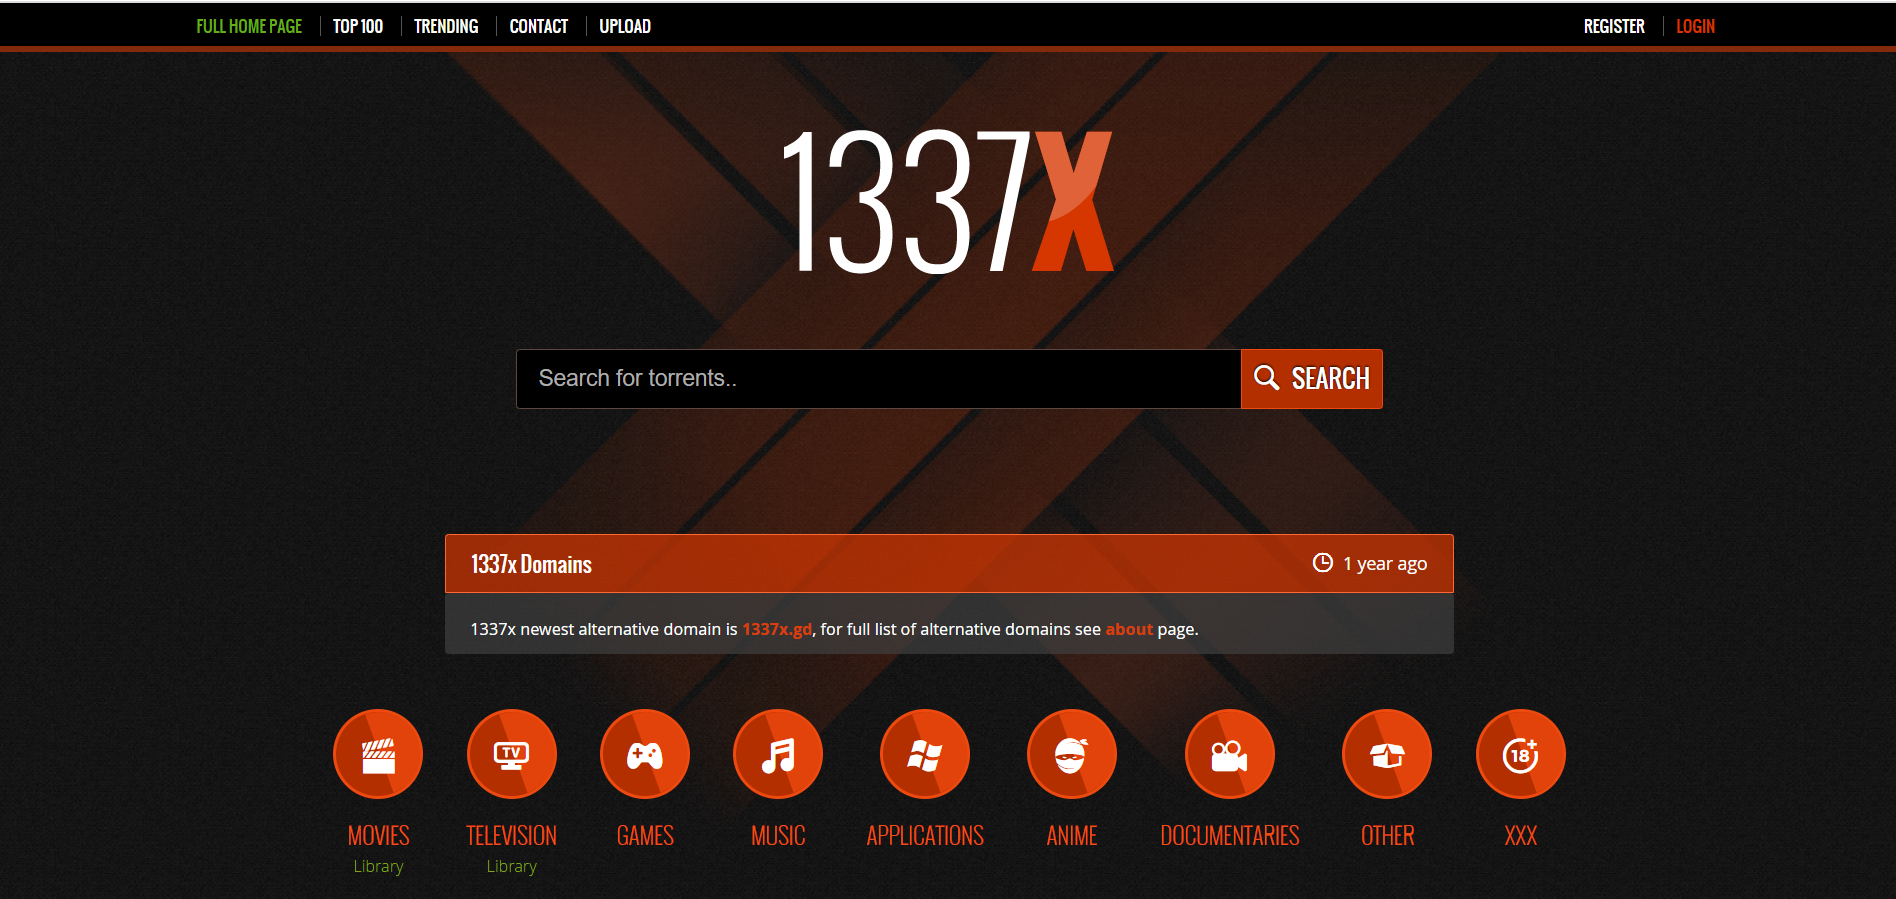 FULL HOME PAGE TOP 100 TRENDING CONTACT UPLOAD REGISTER LOGIN
1337X
Search for torrents.. SEARCH
1337x Domains 1 year ago
1337x newest alternative domain is 1337x.gd, for full list of alternative domains see about page.
TV 18+
MOVIES TELEVISION GAMES MUSIC APPLICATIONS ANIME DOCUMENTARIES OTHER XXX
Library Library